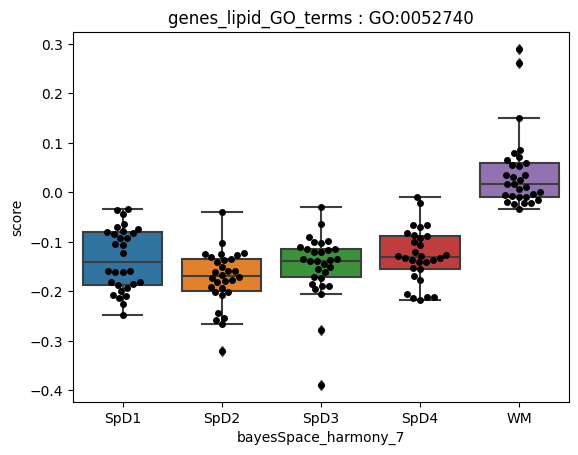 genes_lipid_GO_terms : GO:0052740
0.3
0.2
0.1
0.0
−0.1
−0.2
−0.3
−0.4
score
SpD1 SpD2 SpD3 SpD4 WM
bayesSpace_harmony_7